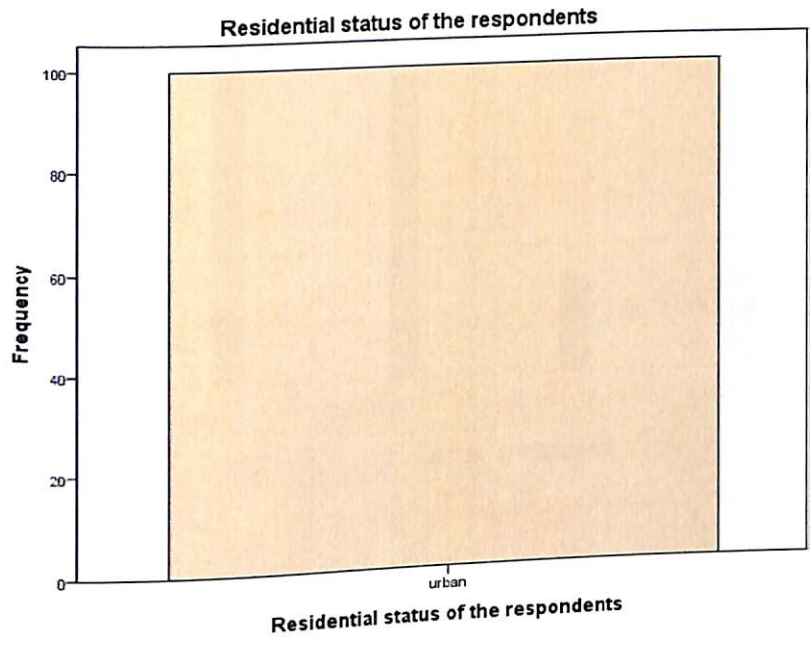 Residential status of the respondents
Frequency
100
80
60
40
20
0
urban
Residential status of the respondents